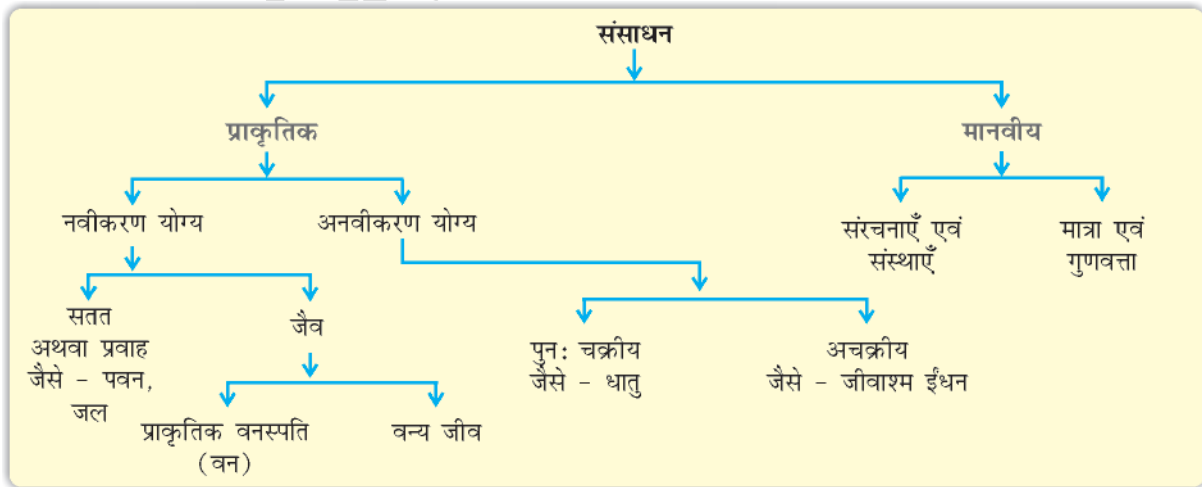 संसाधन
प्राकृतिक
मानवीय
नवीकरण योग्य
अनवीकरण योग्य
संरचनाएँ एवं
संस्थाएँ
मात्रा एवं
गुणवत्ता
सतत
अथवा प्रवाह
जैसे - पवन,
जल
जैव
पुन: चक्रीय
जैसे - धातु
अचक्रीय
जैसे - जीवाश्म ईंधन
प्राकृतिक वनस्पति
(वन)
वन्य जीव